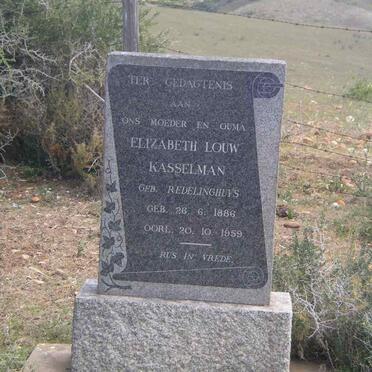 TER GEDAGTENIS
AAN
ONS MOEDER EN OUMA
ELIZABETH LOUW
KASSELMAN
GEB. REDELINGHUYS
GEB. 26. 6. 1886
OORL. 20. 10. 1959
RUS IN VREDE